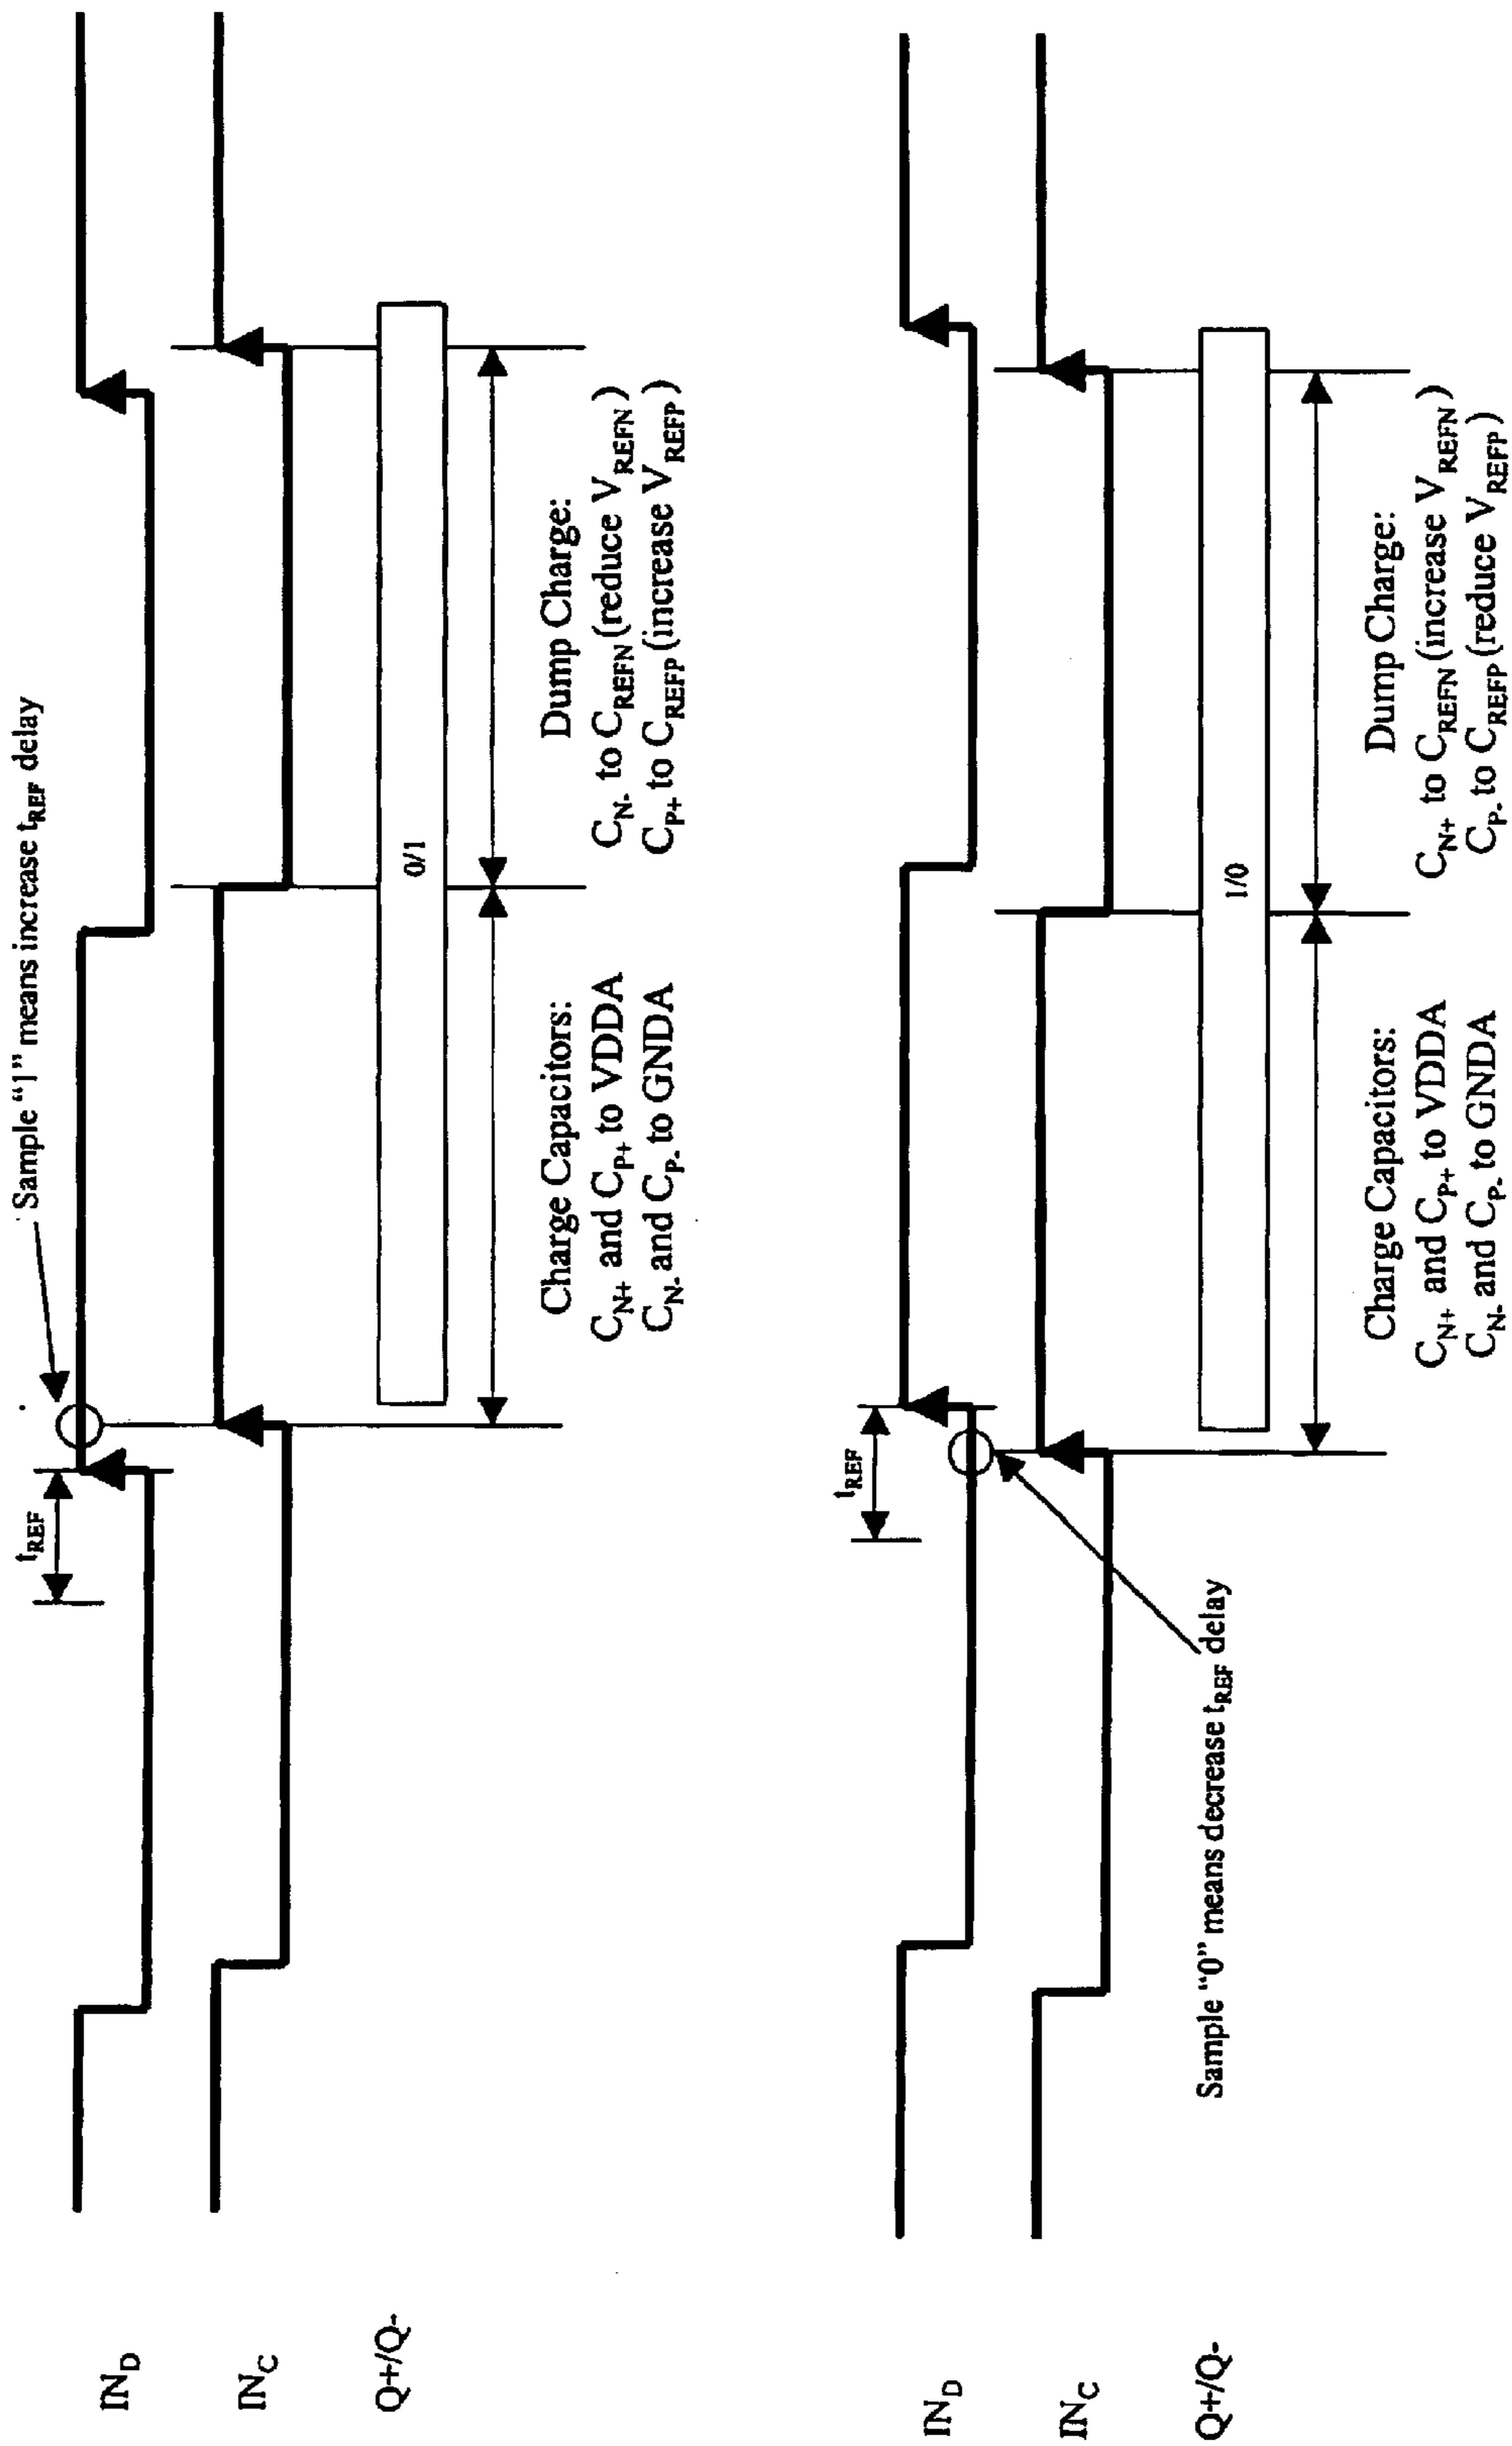 Sample “1” means increase tREF delay
tREF
IND
INC
Q+/Q-
0/1
Charge Capacitors:
CN+ and CP+ to VDDA
CN- and CP- to GNDA
Dump Charge:
CN- to CREFN (reduce VREFN)
CP+ to CREFP (increase VREFP)
tREF
IND
INC
Sample “0” means decrease tREF delay
Q+/Q-
1/0
Charge Capacitors:
CN+ and CP+ to VDDA
CN- and CP- to GNDA
Dump Charge:
CN+ to CREFN (increase VREFN)
CP- to CREFP (reduce VREFP)